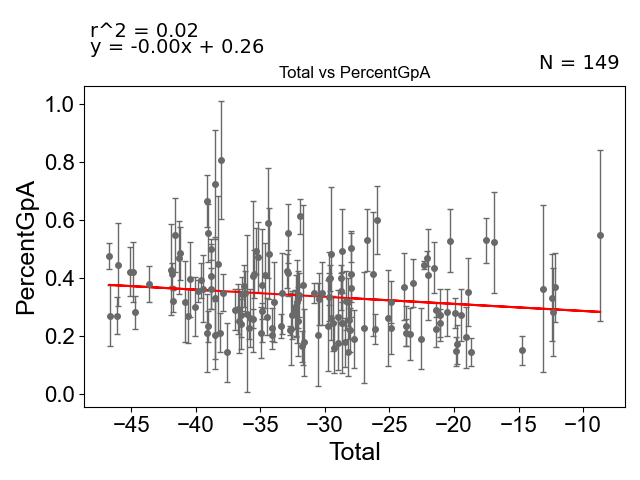 r^2 = 0.02
y = -0.00x + 0.26
N = 149
Total vs PercentGpA
1.0
0.8
0.6
0.4
0.2
0.0
PercentGpA
−45 −40 −35 −30 −25 −20 −15 −10
Total